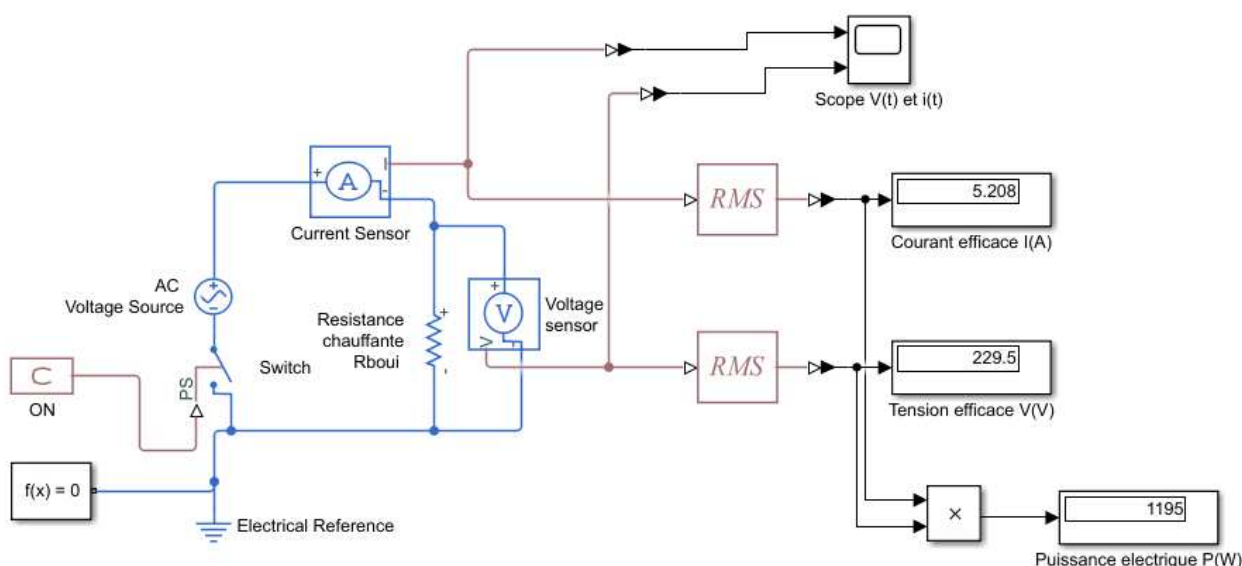 Scope V(t) et i(t)
+
A
I
-
Current Sensor
RMS
5.208
Courant efficace I(A)
AC
Voltage Source
+
-
Resistance
chauffante
Rboui
+
-
+
V
-
V
Voltage
sensor
RMS
229.5
Tension efficace V(V)
C
ON
PS
Switch
f(x) = 0
Electrical Reference
×
1195
Puissance electrique P(W)